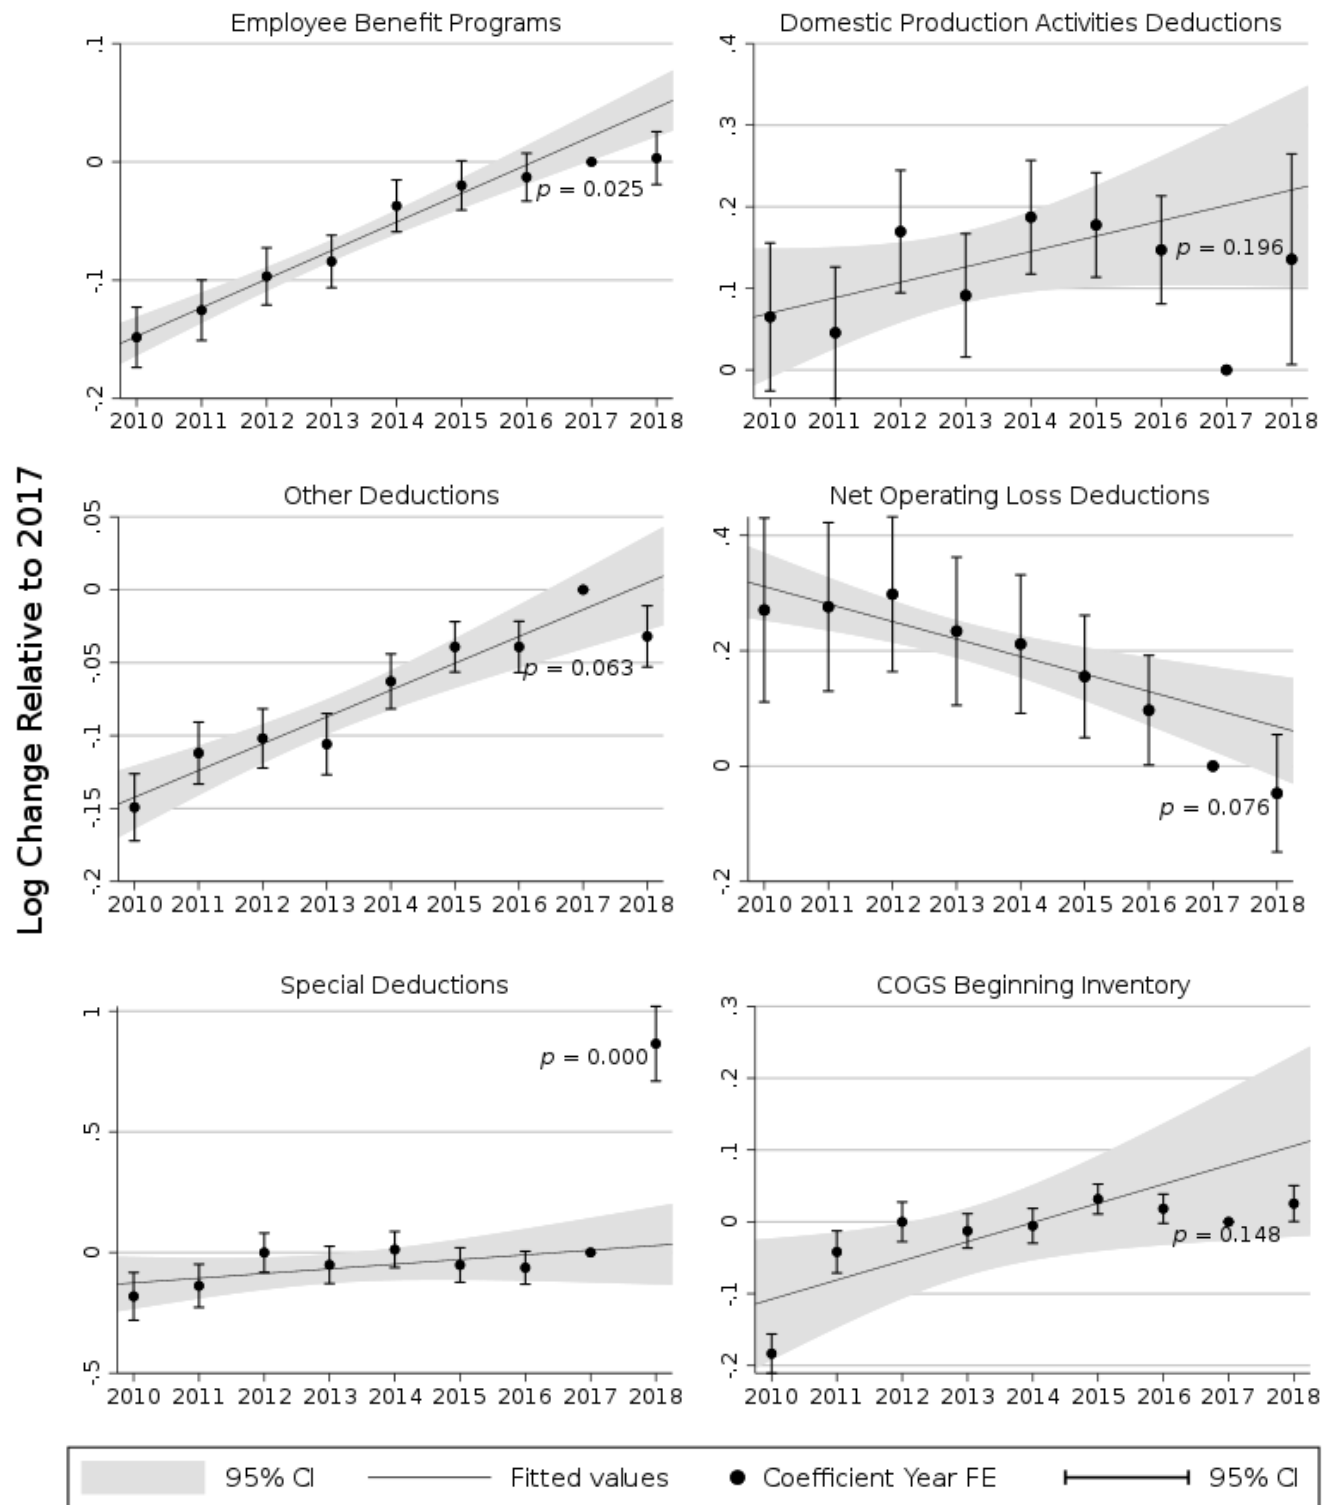 Log Change Relative to 2017
Employee Benefit Programs
.1
0
-.1
-.2
p = 0.025
2010 2011 2012 2013 2014 2015 2016 2017 2018
Domestic Production Activities Deductions
.4
.3
.2
.1
0
p = 0.196
2010 2011 2012 2013 2014 2015 2016 2017 2018
Other Deductions
.05
0
-.05
-.1
-.15
-.2
p = 0.063
2010 2011 2012 2013 2014 2015 2016 2017 2018
Net Operating Loss Deductions
.4
.2
0
-.2
p = 0.076
2010 2011 2012 2013 2014 2015 2016 2017 2018
Special Deductions
1
.5
0
-.5
p = 0.000
2010 2011 2012 2013 2014 2015 2016 2017 2018
COGS Beginning Inventory
.3
.2
.1
0
-.1
-.2
p = 0.148
2010 2011 2012 2013 2014 2015 2016 2017 2018
95% CI Fitted values Coefficient Year FE 95% CI